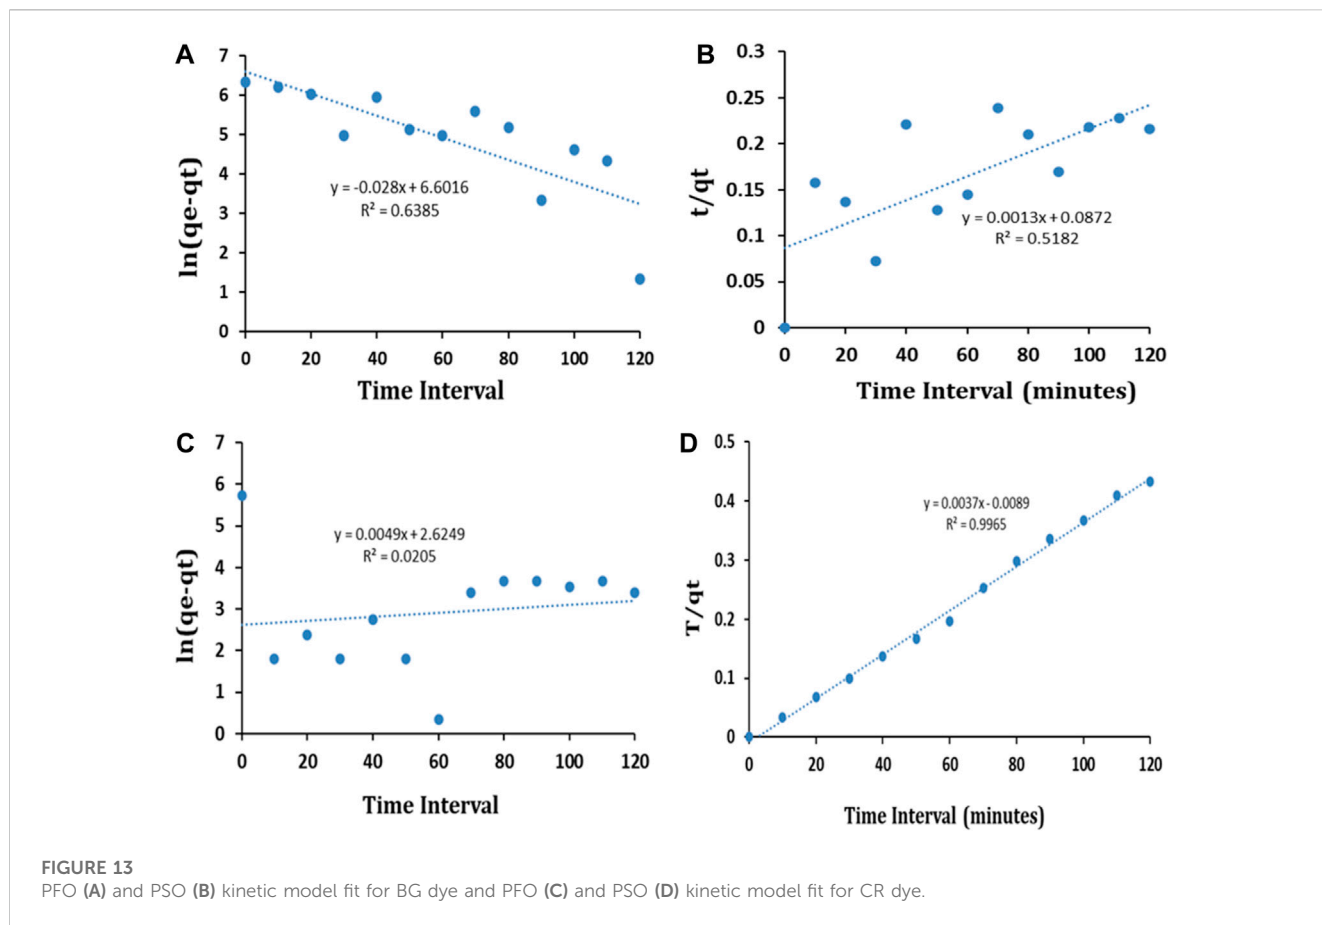 A
7
6
5
4
3
2
1
0
ln(qe-qt)
y = -0.028x + 6.6016
R² = 0.6385
0 20 40 60 80 100 120
Time Interval
B
0.3
0.25
0.2
0.15
0.1
0.05
0
t/qt
y = 0.0013x + 0.0872
R² = 0.5182
0 20 40 60 80 100 120
Time Interval (minutes)
C
7
6
5
4
3
2
1
0
ln(qe-qt)
y = 0.0049x + 2.6249
R² = 0.0205
0 20 40 60 80 100 120
Time Interval
D
0.5
0.4
0.3
0.2
0.1
0
T/qt
y = 0.0037x - 0.0089
R² = 0.9965
0 20 40 60 80 100 120
Time Interval (minutes)
FIGURE 13
PFO (A) and PSO (B) kinetic model fit for BG dye and PFO (C) and PSO (D) kinetic model fit for CR dye.